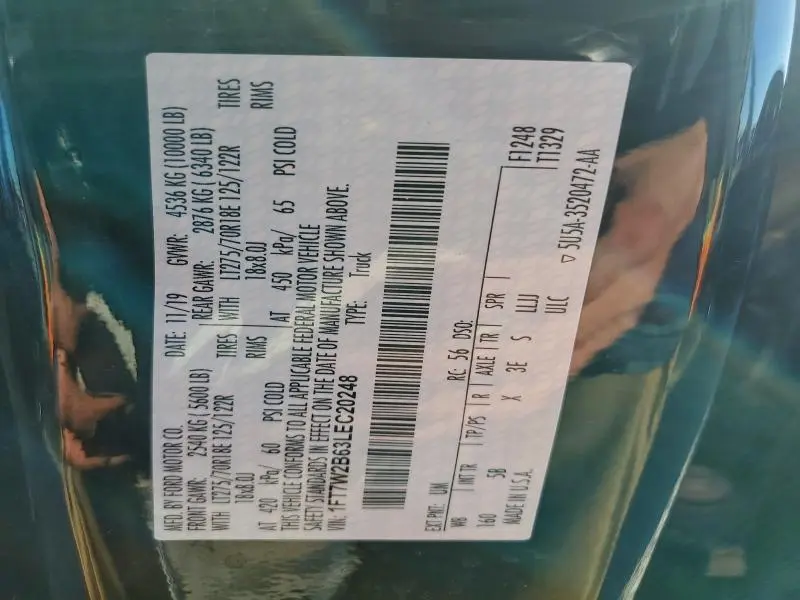 MFD. BY FORD MOTOR CO.
DATE: 11/19 GVWR: 4536 KG (10000 LB)
FRONT GAWR: 2540 KG (5600 LB) REAR GAWR: 2876 KG (6340 LB)
WITH LT275/70R18E 125/122R TIRES WITH LT275/70R18E 125/122R TIRES
18x8.0J RIMS 18x8.0J RIMS
AT 420 kPa/ 60 PSI COLD AT 450 kPa/ 65 PSI COLD
THIS VEHICLE CONFORMS TO ALL APPLICABLE FEDERAL MOTOR VEHICLE
SAFETY STANDARDS IN EFFECT ON THE DATE OF MANUFACTURE SHOWN ABOVE.
VIN: 1FT7W2B63LEC20248 TYPE: Truck
EXT PNT: UM RC: 56 DSO: F1248
WB INT TR TP/PS R AXLE TR SPR T1329
160 5B X 3E S LLJJ
MADE IN U.S.A. ULC
▽ 5U5A-3520472-AA